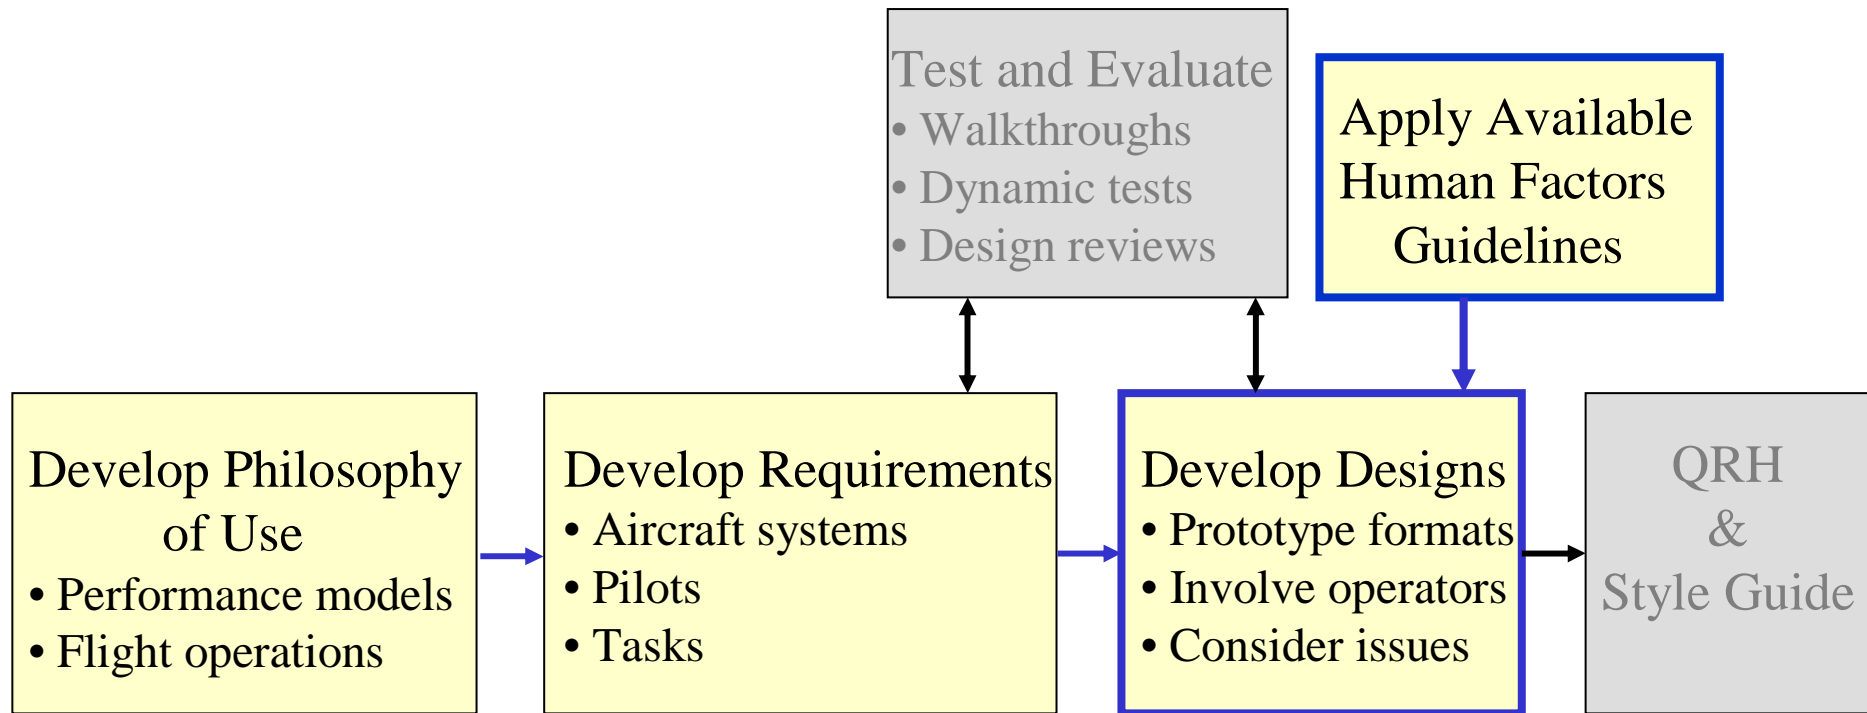 Test and Evaluate
• Walkthroughs
• Dynamic tests
• Design reviews
Apply Available
Human Factors
Guidelines
Develop Philosophy
of Use
• Performance models
• Flight operations
Develop Requirements
• Aircraft systems
• Pilots
• Tasks
Develop Designs
• Prototype formats
• Involve operators
• Consider issues
QRH
&
Style Guide